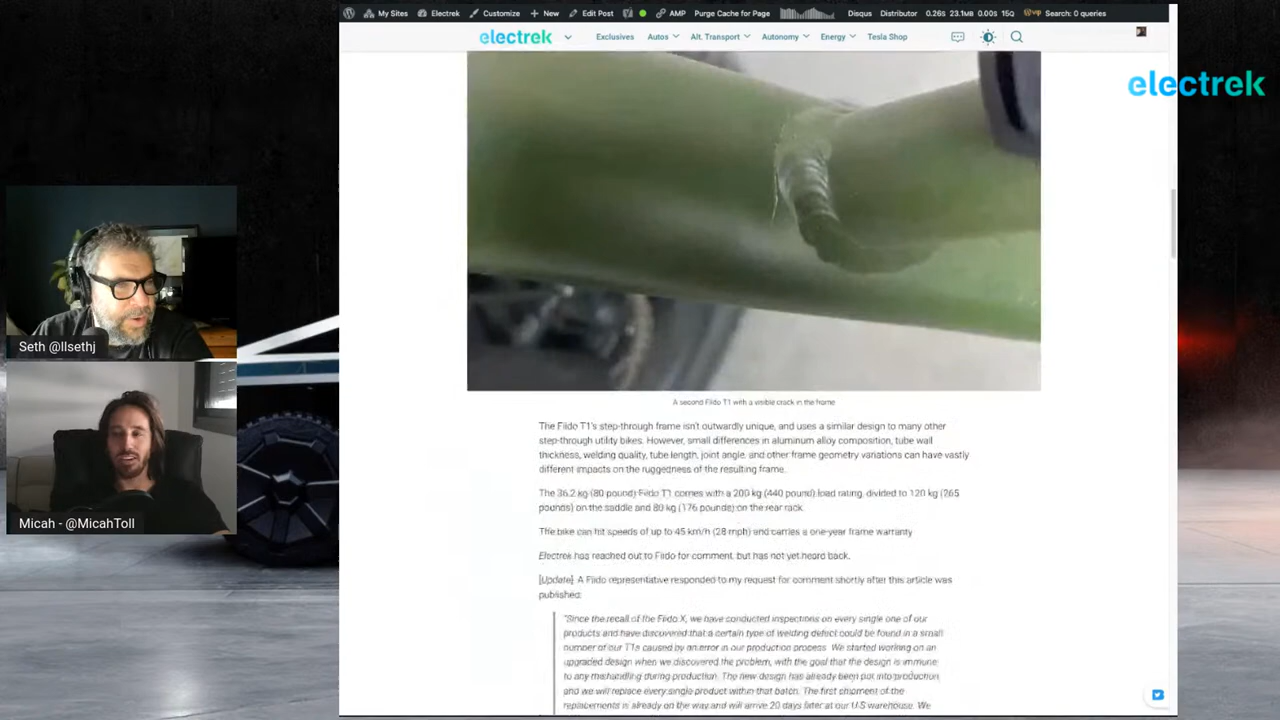 My Sites Electrek Customize New Edit Post AMP Purge Cache for Page Disqus Distributor 0.26s 23.1MB 0.00s 15Q Search: 0 queries
electrek Exclusives Autos Alt. Transport Autonomy Energy Tesla Shop
electrek
A second Fiido T1 with a visible crack in the frame
The Fiido T1's step-through frame isn't outwardly unique, and uses a similar design to many other
step-through utility bikes. However, small differences in aluminum alloy composition, tube wall
thickness, welding quality, tube length, joint angle, and other frame geometry variations can have vastly
different impacts on the ruggedness of the resulting frame.
The 36.2 kg (80 pound) Fiido T1 comes with a 200 kg (440 pound) load rating, divided to 120 kg (265
pounds) on the saddle and 80 kg (176 pounds) on the rear rack.
The bike can hit speeds of up to 45 km/h (28 mph) and carries a one-year frame warranty
Electrek has reached out to Fiido for comment, but has not yet heard back.
[Update]: A Fiido representative responded to my request for comment shortly after this article was
published:
"Since the recall of the Fiido X, we have conducted inspections on every single one of our
products and have discovered that a certain type of welding defect could be found in a small
number of our T1s caused by an error in our production process. We started working on an
upgraded design when we discovered the problem, with the goal that the design is immune
to any mishandling during production. The new design has already been put into production
and we will replace every single product within that batch. The first shipment of the
replacements is already on the way and will arrive 20 days later at our U.S warehouse. We
Seth @llsethj
Micah - @MicahToll